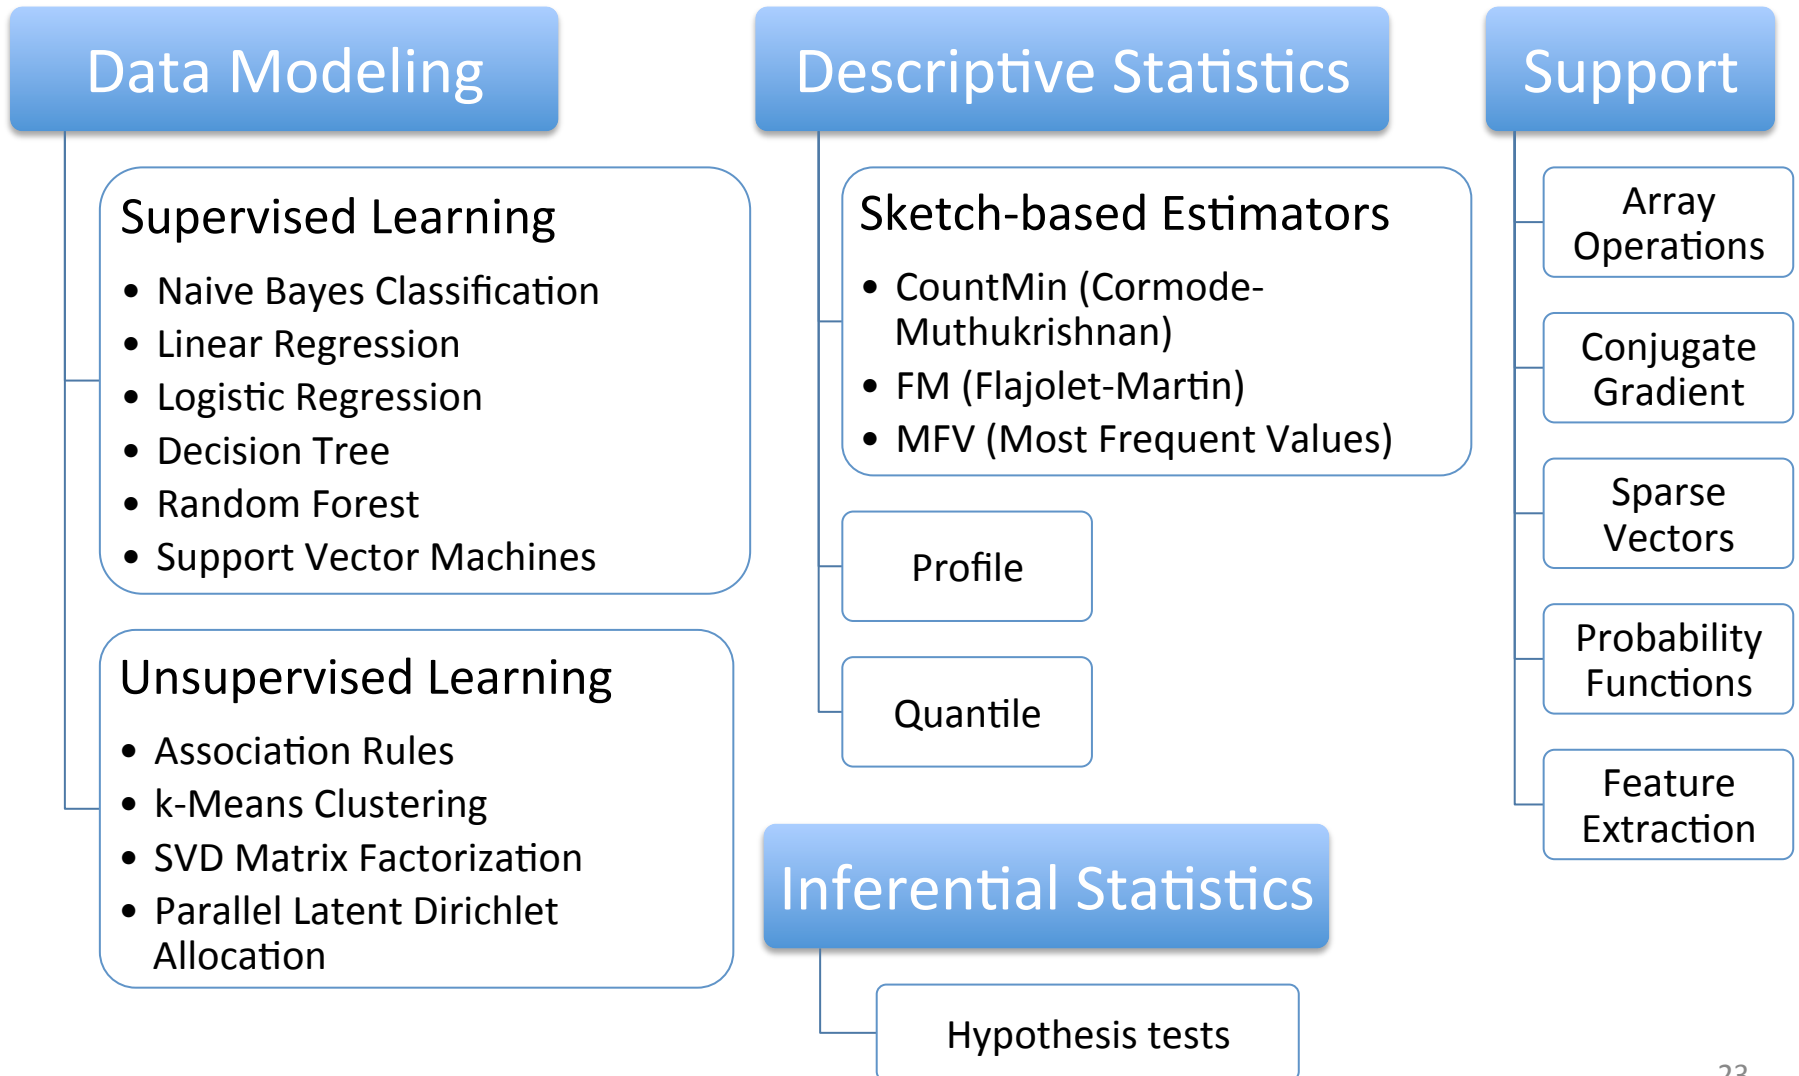 Data Modeling
Supervised Learning
• Naive Bayes Classification
• Linear Regression
• Logistic Regression
• Decision Tree
• Random Forest
• Support Vector Machines
Unsupervised Learning
• Association Rules
• k-Means Clustering
• SVD Matrix Factorization
• Parallel Latent Dirichlet
Allocation
Descriptive Statistics
Sketch-based Estimators
• CountMin (Cormode-
Muthukrishnan)
• FM (Flajolet-Martin)
• MFV (Most Frequent Values)
Profile
Quantile
Inferential Statistics
Hypothesis tests
Support
Array
Operations
Conjugate
Gradient
Sparse
Vectors
Probability
Functions
Feature
Extraction
23